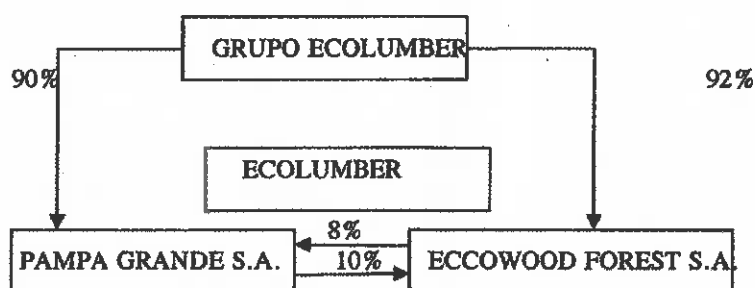 GRUPO ECOLUMBER
90%
92%
ECOLUMBER
8%
PAMPA GRANDE S.A.
10%
ECCOWOOD FOREST S.A.